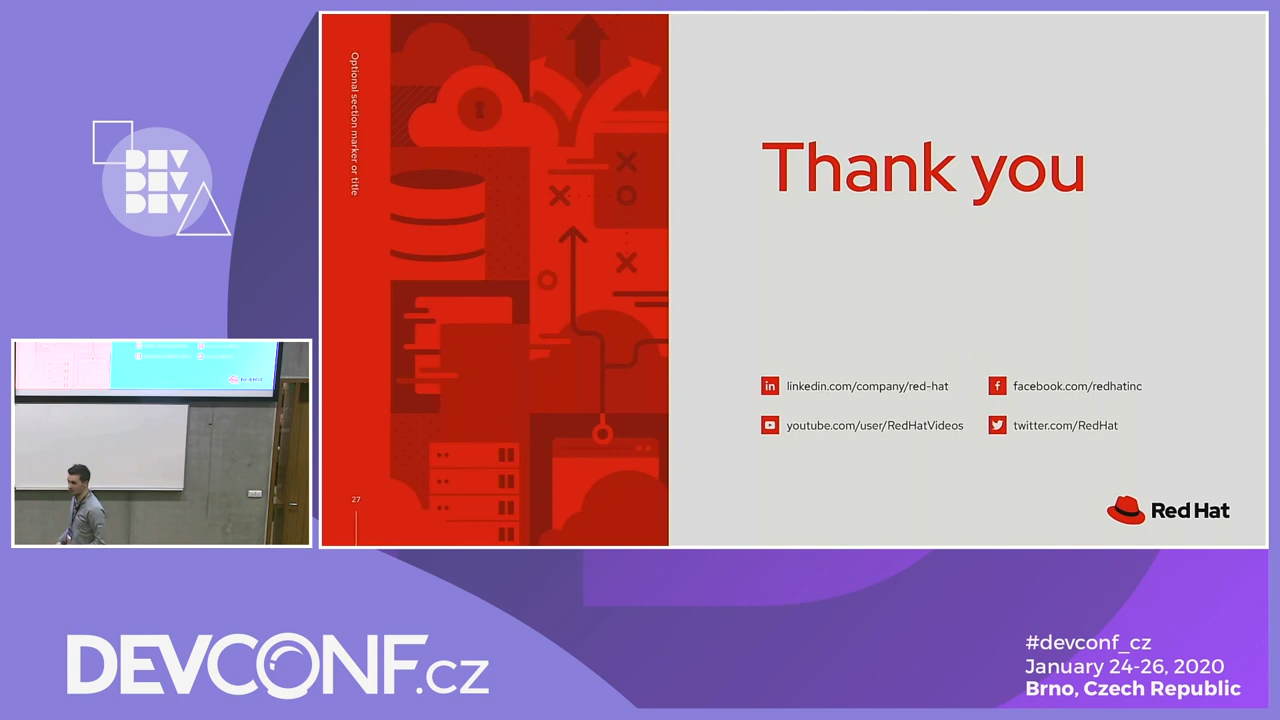 Optional section marker or title
27
Thank you
linkedin.com/company/red-hat
facebook.com/redhatinc
youtube.com/user/RedHatVideos
twitter.com/RedHat
Red Hat
DEV
DEV
DEV
DEVCONF.cz
#devconf_cz
January 24-26, 2020
Brno, Czech Republic